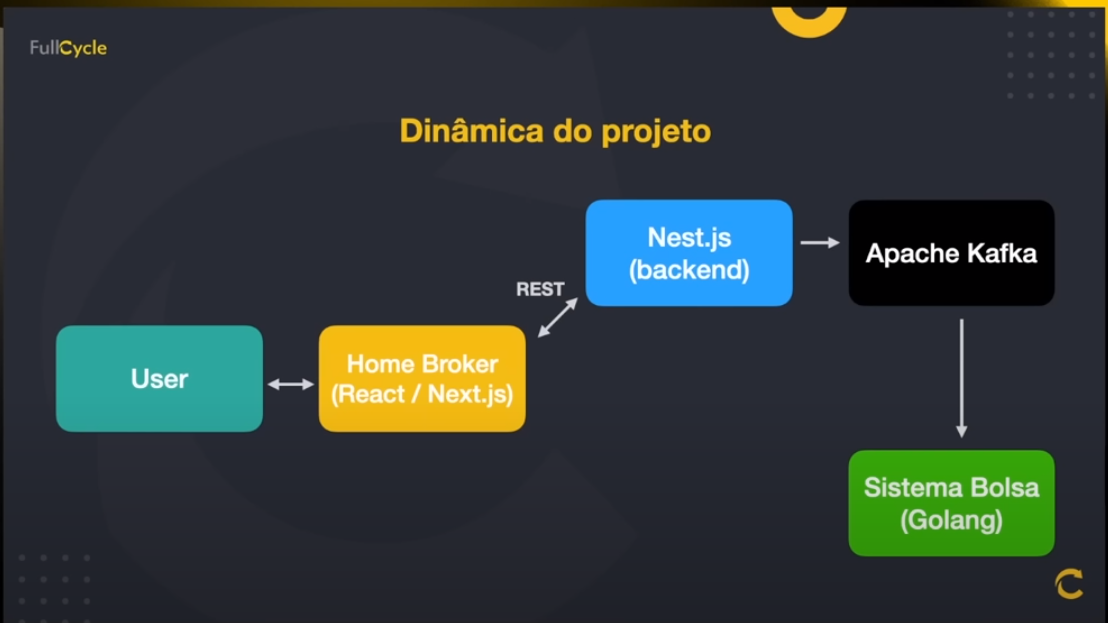 FullCycle
Dinâmica do projeto
Nest.js
(backend)
Apache Kafka
REST
User
Home Broker
(React / Next.js)
Sistema Bolsa
(Golang)